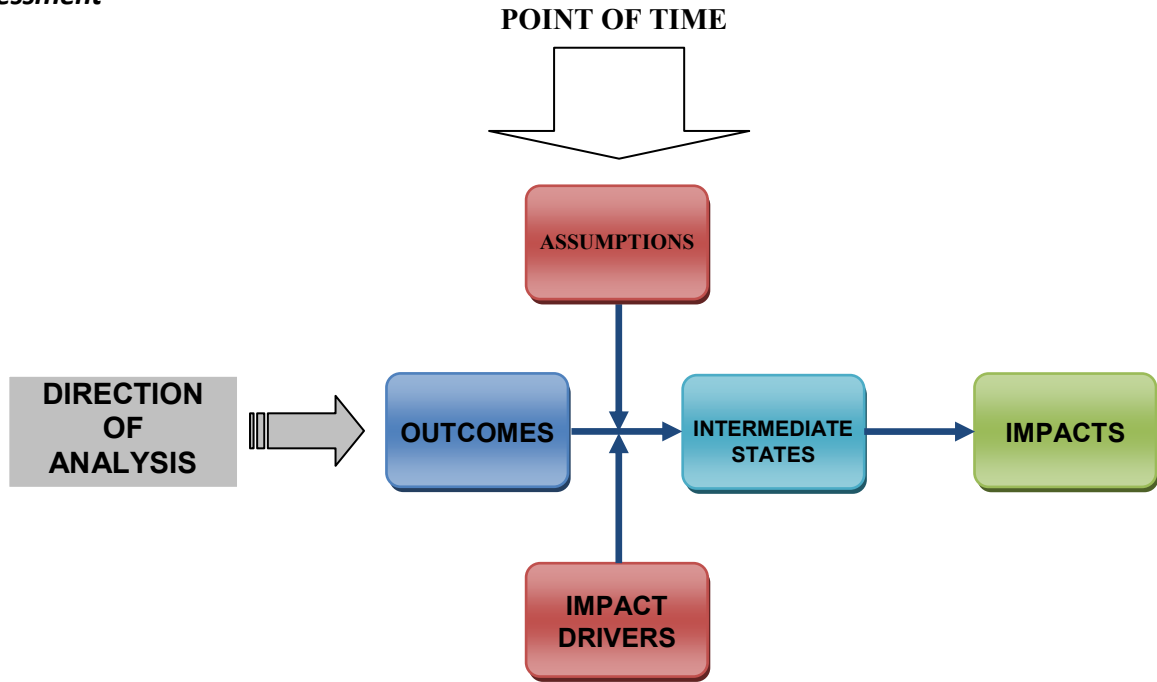 POINT OF TIME
ASSUMPTIONS
DIRECTION
OF
ANALYSIS
OUTCOMES
INTERMEDIATE
STATES
IMPACTS
IMPACT
DRIVERS